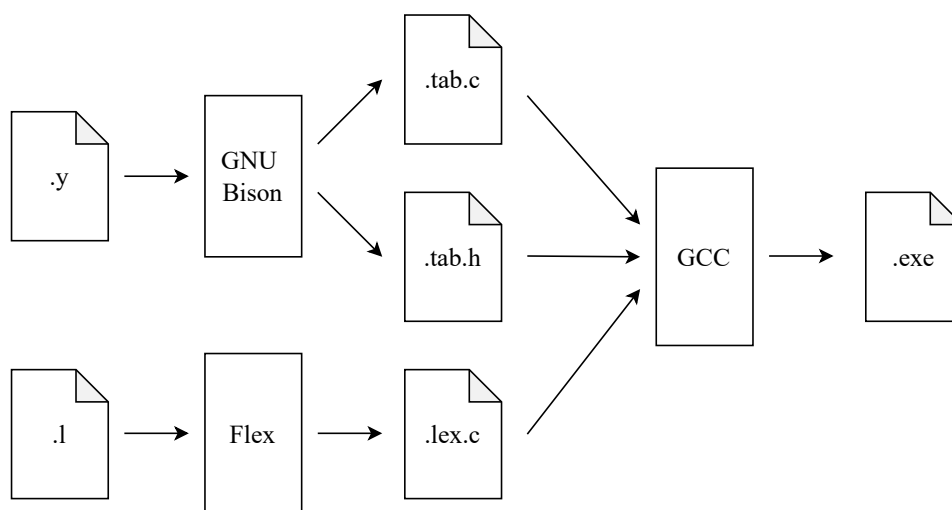 .tab.c
.y
GNU
Bison
.tab.h
GCC
.exe
.l
Flex
.lex.c